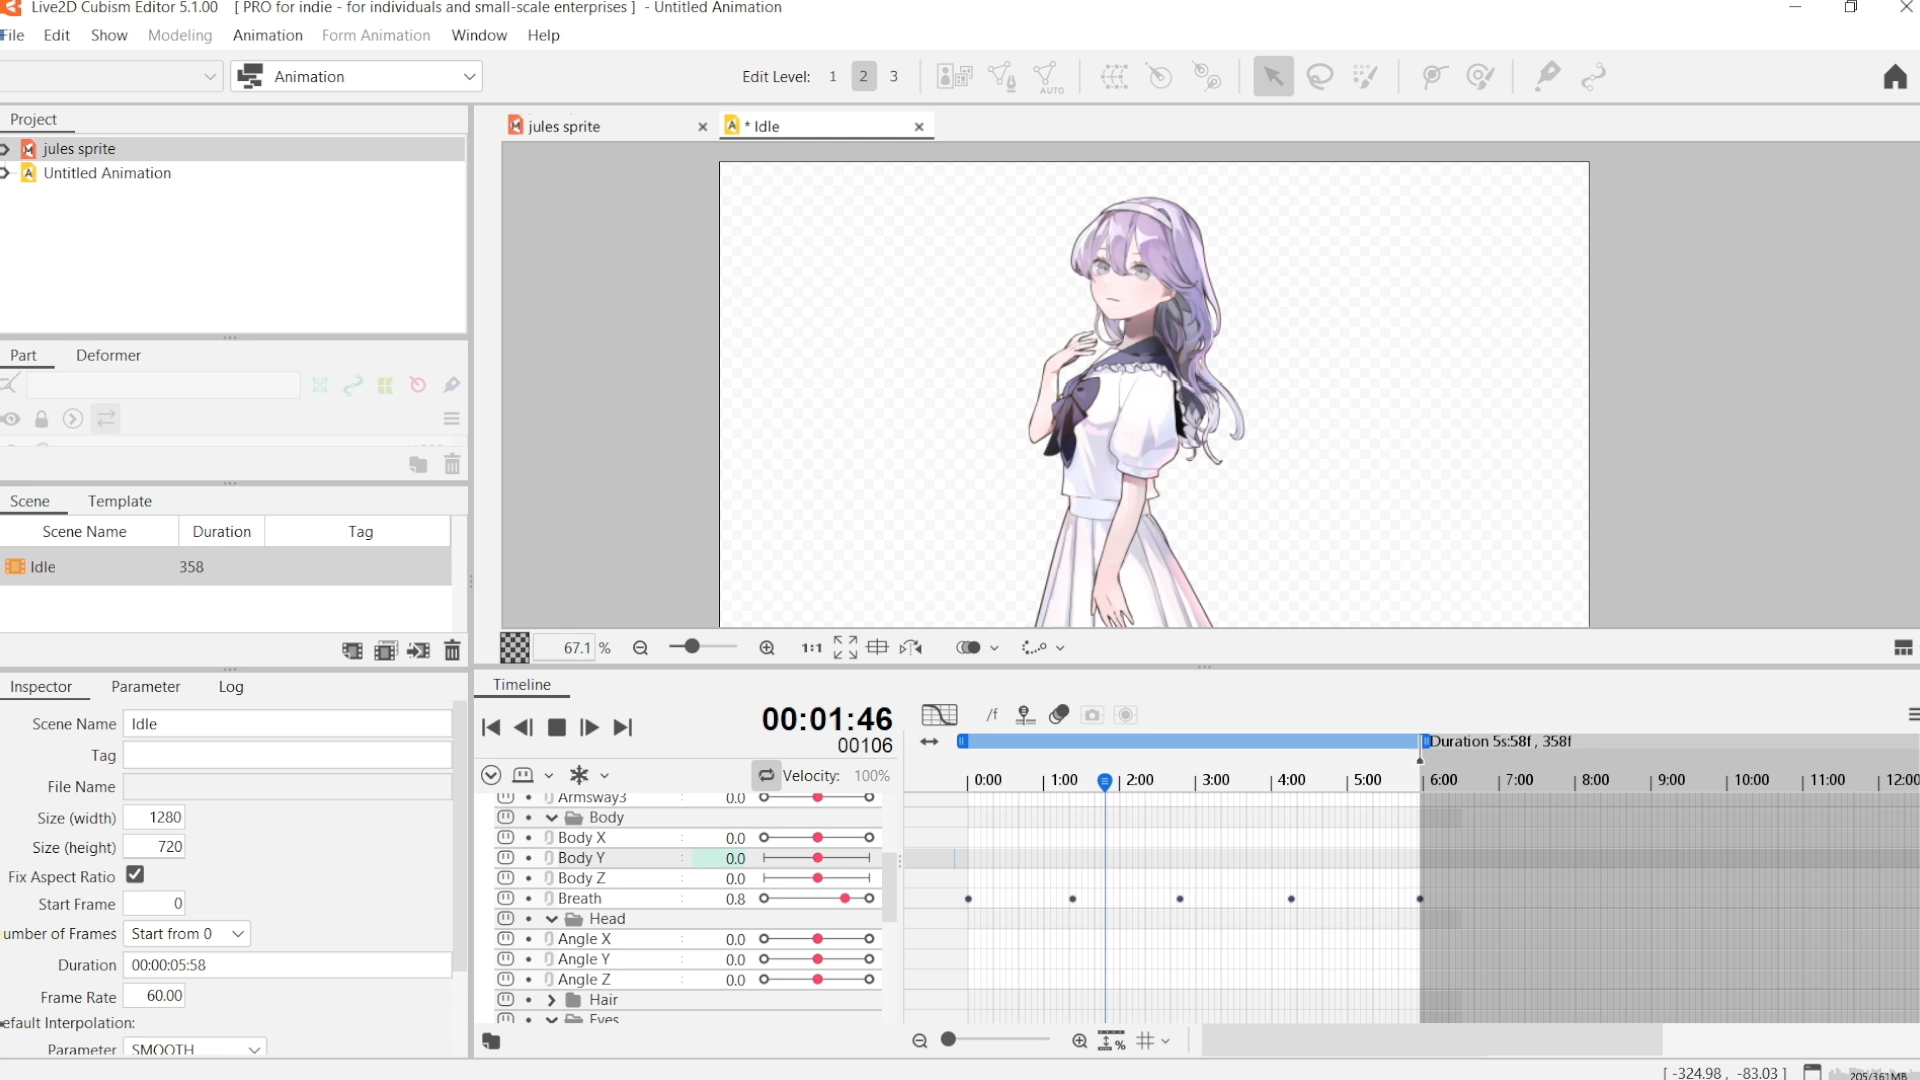 Live2D Cubism Editor 5.1.00 [ PRO for indie - for individuals and small-scale enterprises ] - Untitled Animation
File Edit Show Modeling Animation Form Animation Window Help
Animation
Edit Level: 1 2 3
AUTO
Project
jules sprite
Untitled Animation
jules sprite
* Idle
Part Deformer
Scene Template
Scene Name Duration Tag
Idle 358
67.1 %
1:1
Inspector Parameter Log
Scene Name Idle
Tag
File Name
Size (width) 1280
Size (height) 720
Fix Aspect Ratio
Start Frame 0
umber of Frames Start from 0
Duration 00:00:05:58
Frame Rate 60.00
efault Interpolation:
Parameter SMOOTH
Timeline
00:01:46
00106
/f
Duration 5s:58f , 358f
Velocity: 100%
0:00 1:00 2:00 3:00 4:00 5:00 6:00 7:00 8:00 9:00 10:00 11:00 12:00
Armsway3 : 0.0
Body
Body X : 0.0
Body Y : 0.0
Body Z : 0.0
Breath : 0.8
Head
Angle X : 0.0
Angle Y : 0.0
Angle Z : 0.0
Hair
Eyes
%
[ -324.98 , -83.03 ]
205/361MB